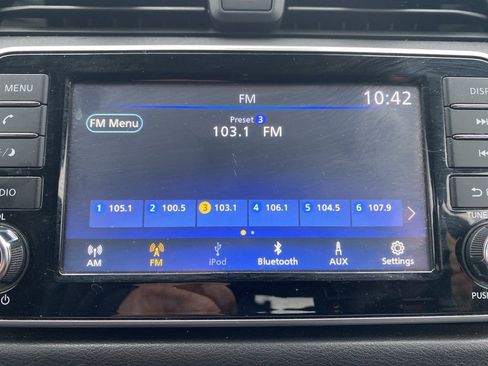 MENU
FM
10:42
DISP
FM Menu
Preset 3
103.1 FM
1 105.1 2 100.5 3 103.1 4 106.1 5 104.5 6 107.9
AM FM iPod Bluetooth AUX Settings
TUNE
PUSH